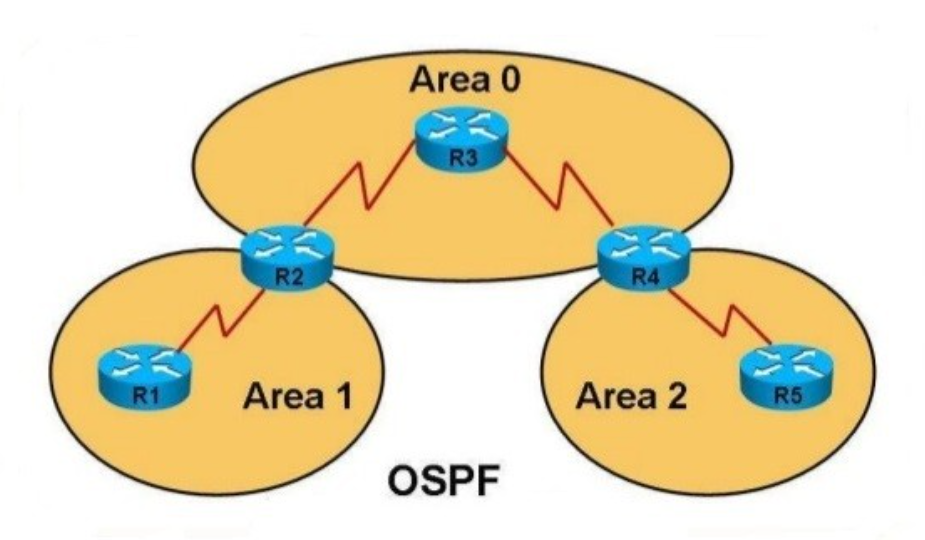 Area 0
R3
R2
R4
R1
Area 1
Area 2
R5
OSPF